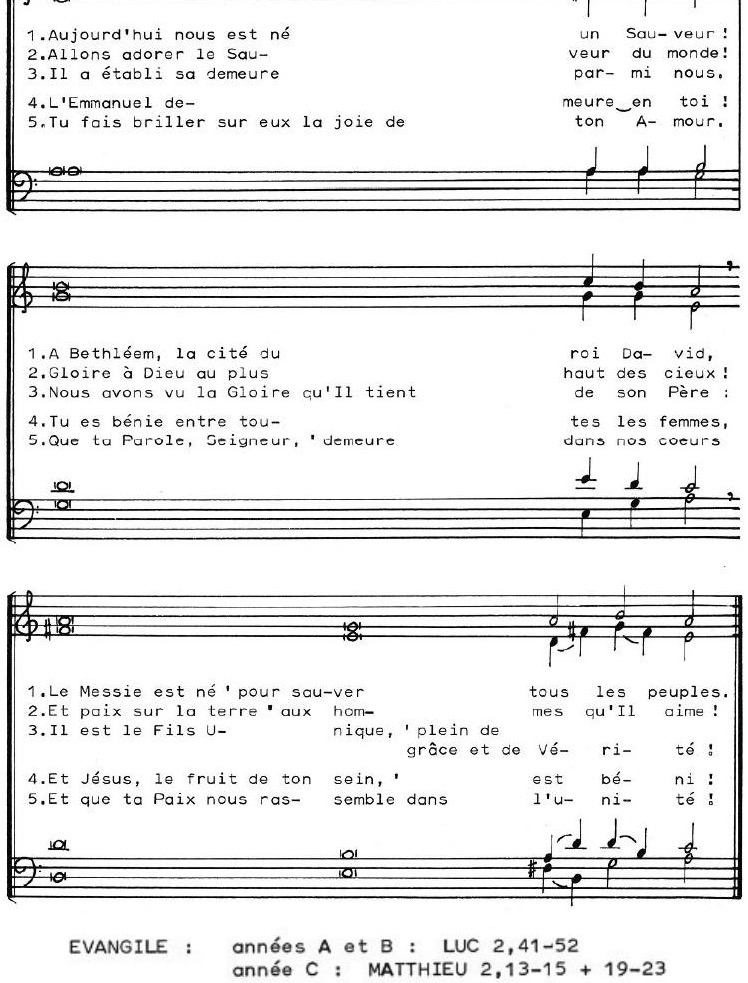 1.Aujourd'hui nous est né un Sau- veur !
2.Allons adorer le Sau- veur du monde!
3.Il a établi sa demeure par- mi nous.
4.L'Emmanuel de- meure‿en toi !
5.Tu fais briller sur eux la joie de ton A- mour.
1.A Bethléem, la cité du roi Da- vid,
2.Gloire à Dieu au plus haut des cieux!
3.Nous avons vu la Gloire qu'Il tient de son Père :
4.Tu es bénie entre tou- tes les femmes,
5.Que ta Parole, Seigneur, ' demeure dans nos coeurs
1.Le Messie est né ' pour sau-ver tous les peuples.
2.Et paix sur la terre ' aux hom- mes qu'Il aime !
3.Il est le Fils U- nique, ' plein de
grâce et de Vé- ri- té !
4.Et Jésus, le fruit de ton sein, ' est bé- ni !
5.Et que ta Paix nous ras- semble dans l'u- ni- té !
EVANGILE : années A et B : LUC 2,41-52
année C : MATTHIEU 2,13-15 + 19-23